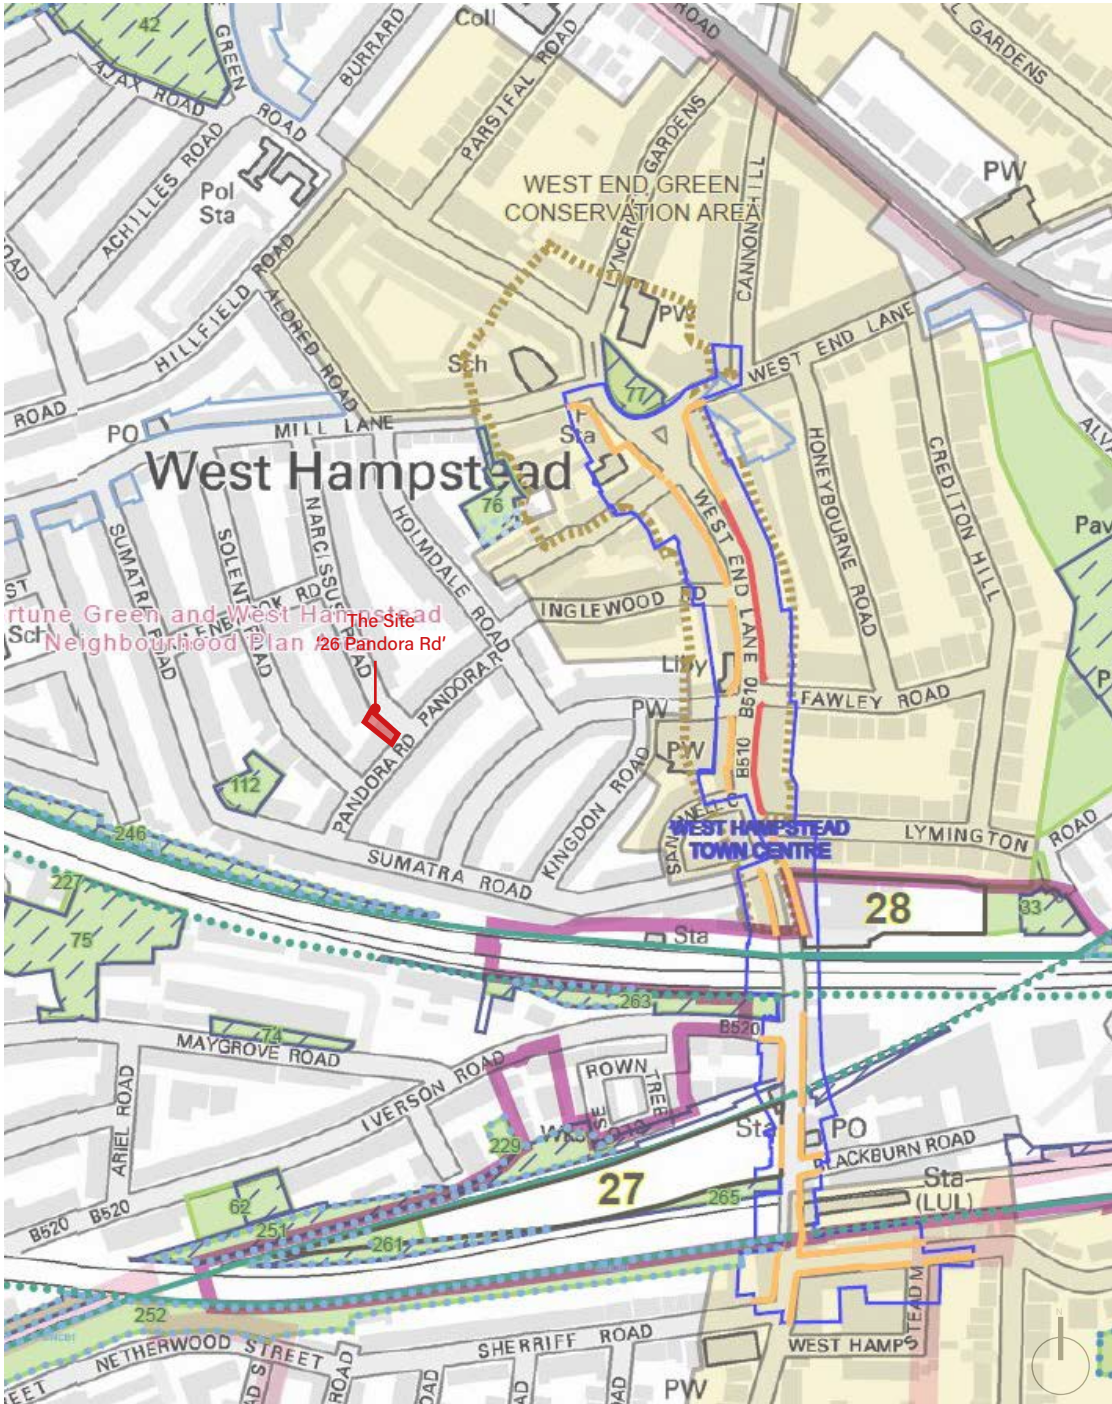 42
Coll
ROAD
L GARDENS
GREEN ROAD
BURRARD
PARSIFAL ROAD
AJAX ROAD
ACHILLES ROAD
Pol
Sta
GARDENS
WEST END GREEN
CONSERVATION AREA
CANNON HILL
PW
HILLFIELD ROAD
ALDRED ROAD
PW
WEST END LANE
Sch
77
ROAD
PO
MILL LANE
Sta
West Hampstead
76
HONEYBOURNE ROAD
CREDITON HILL
Pav
SUMATRA ROAD
SOLENT ROAD
NARCISSUS ROAD
HOLMDALE ROAD
WEST END LANE
INGLEWOOD RD
rtune Green and West Hampstead
Neighbourhood Plan
Sch
The Site
'26 Pandora Rd'
PANDORA RD
Liby
B510
FAWLEY ROAD
PW
PW
B510
PANDORA RD
KINGDON ROAD
112
246
SUMATRA ROAD
WEST HAMPSTEAD
TOWN CENTRE
LYMINGTON ROAD
227
75
28
33
Sta
263
B520
74
MAYGROVE ROAD
ARIEL ROAD
IVERSON ROAD
ROWN
TREE
229
Sta
PO
BLACKBURN ROAD
Sta
(LUL)
27
265
62
251
261
B520
B520
252
NETHERWOOD STREET
SHERRIFF ROAD
WEST HAMPSTEAD M
ROAD
PW
N